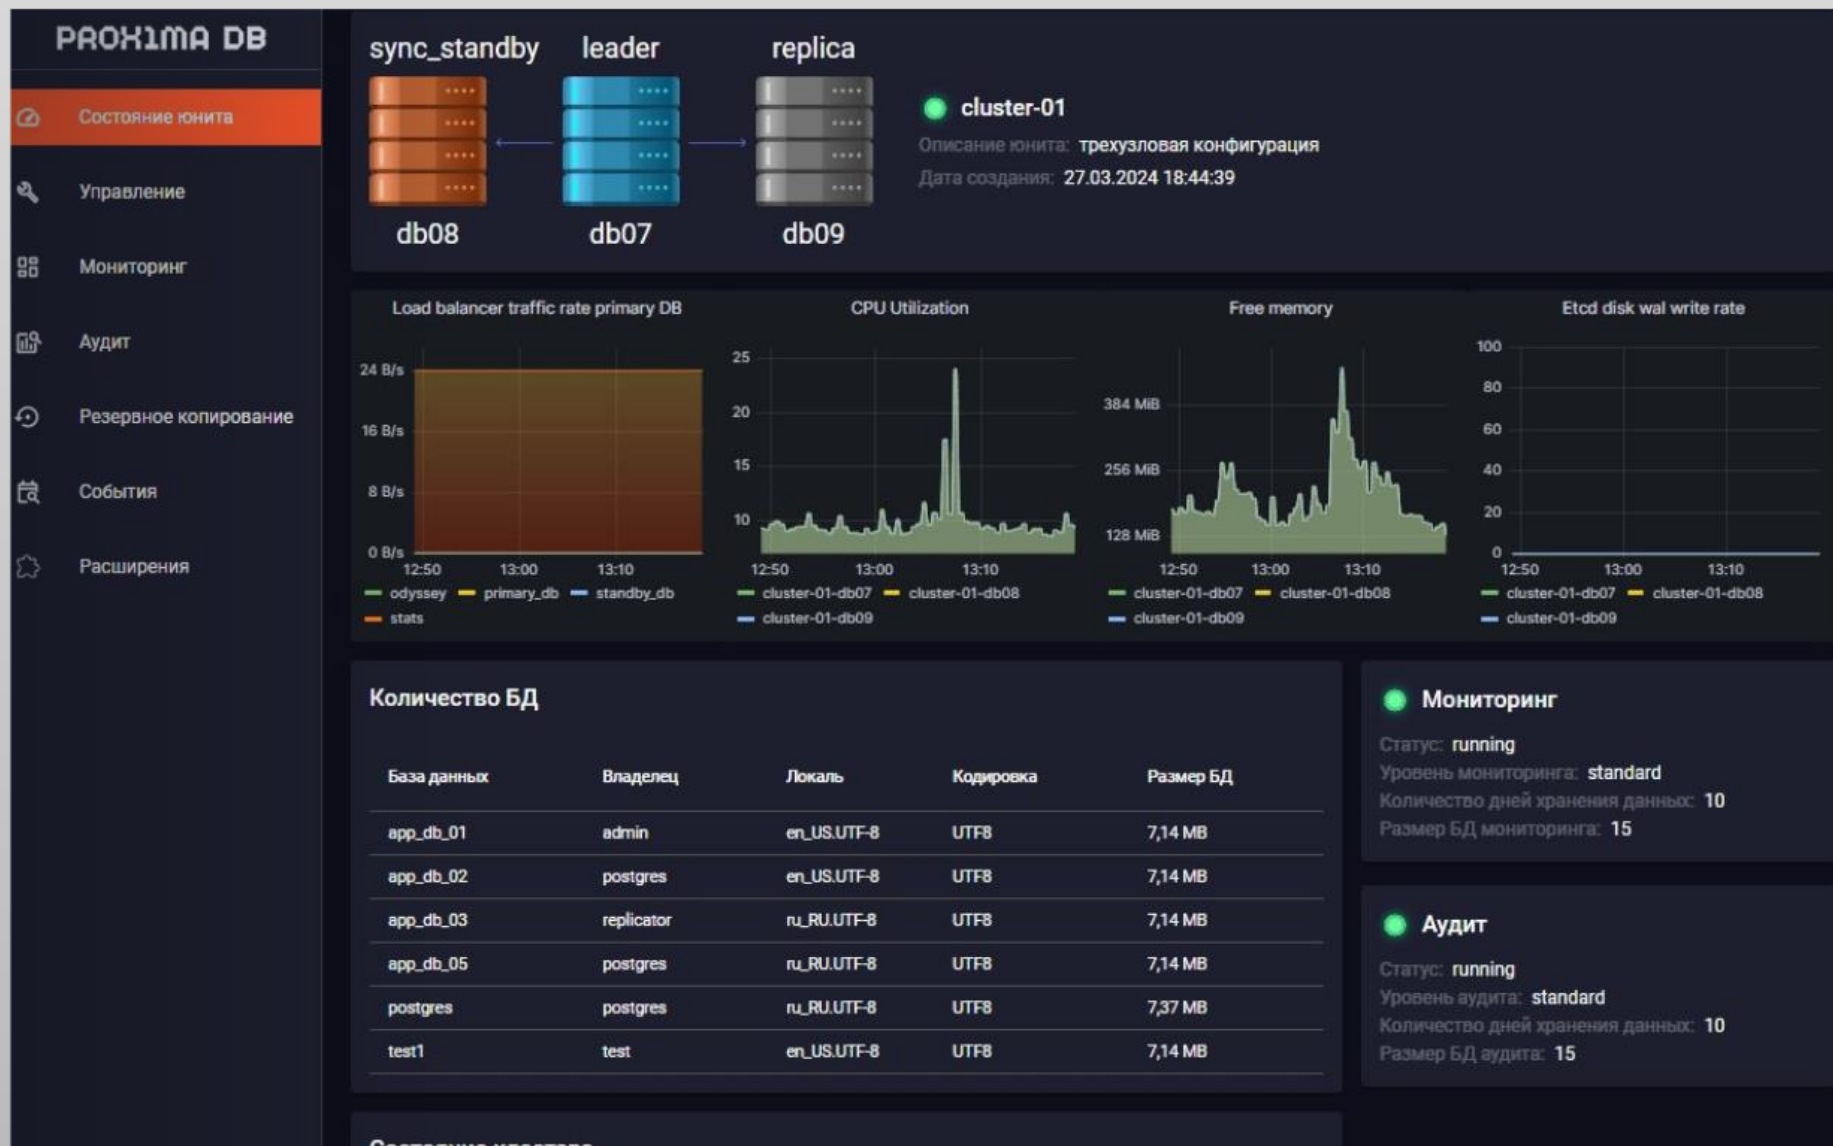 PROX1MA DB
Состояние юнита
Управление
Мониторинг
Аудит
Резервное копирование
События
Расширения
sync_standby leader replica
db08 db07 db09
cluster-01
Описание юнита: трехузловая конфигурация
Дата создания: 27.03.2024 18:44:39
Load balancer traffic rate primary DB
24 B/s
16 B/s
8 B/s
0 B/s
12:50 13:00 13:10
odyssey primary_db standby_db
stats
CPU Utilization
25
20
15
10
12:50 13:00 13:10
cluster-01-db07 cluster-01-db08
cluster-01-db09
Free memory
384 MiB
256 MiB
128 MiB
12:50 13:00 13:10
cluster-01-db07 cluster-01-db08
cluster-01-db09
Etcd disk wal write rate
100
80
60
40
20
0
12:50 13:00 13:10
cluster-01-db07 cluster-01-db08
cluster-01-db09
Количество БД
База данных Владелец Локаль Кодировка Размер БД
app_db_01 admin en_US.UTF-8 UTF8 7,14 MB
app_db_02 postgres en_US.UTF-8 UTF8 7,14 MB
app_db_03 replicator ru_RU.UTF-8 UTF8 7,14 MB
app_db_05 postgres ru_RU.UTF-8 UTF8 7,14 MB
postgres postgres ru_RU.UTF-8 UTF8 7,37 MB
test1 test en_US.UTF-8 UTF8 7,14 MB
Мониторинг
Статус: running
Уровень мониторинга: standard
Количество дней хранения данных: 10
Размер БД мониторинга: 15
Аудит
Статус: running
Уровень аудита: standard
Количество дней хранения данных: 10
Размер БД аудита: 15